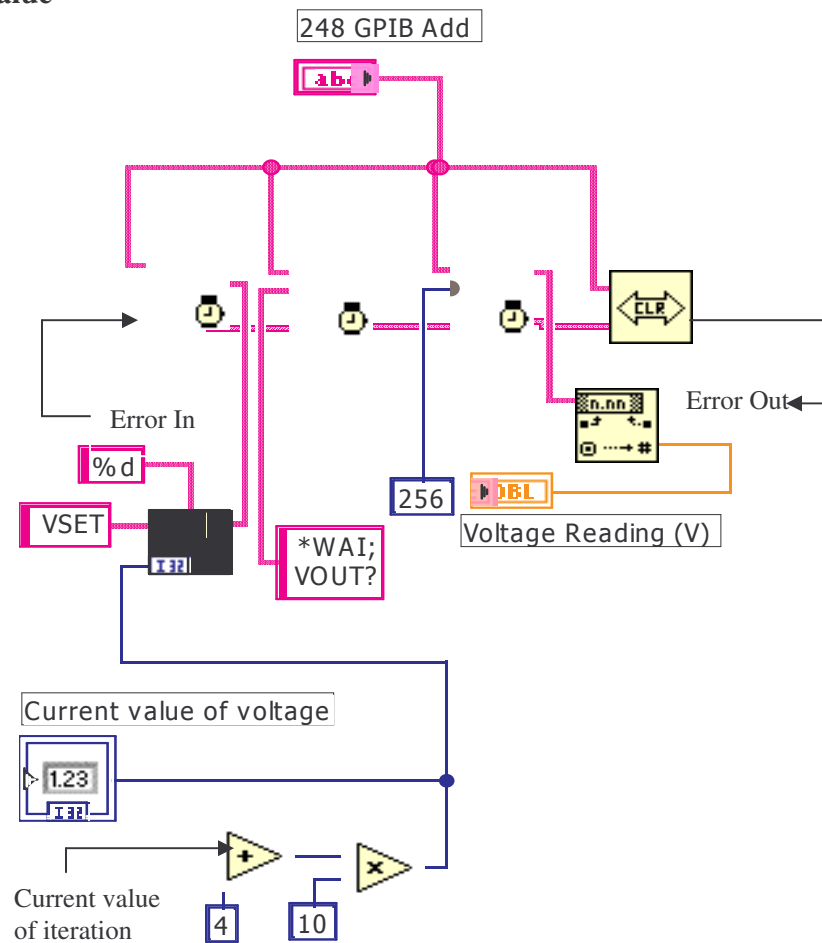 248 GPIB Add
CLR
n.nn
Error In
Error Out
%d
VSET
I32
256
DBL
*WAI;
VOUT?
Voltage Reading (V)
Current value of voltage
1.23
I32
+
x
Current value
of iteration
4
10